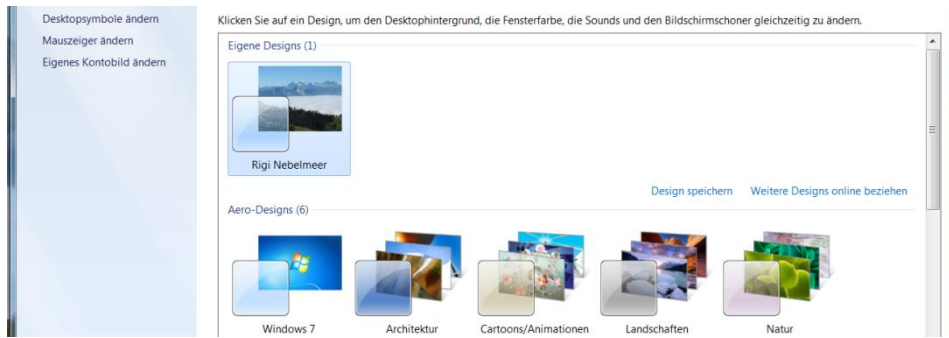 Desktopsymbole ändern
Mauszeiger ändern
Eigenes Kontobild ändern
Klicken Sie auf ein Design, um den Desktophintergrund, die Fensterfarbe, die Sounds und den Bildschirmschoner gleichzeitig zu ändern.
Eigene Designs (1)
Rigi Nebelmeer
Design speichern Weitere Designs online beziehen
Aero-Designs (6)
Windows 7 Architektur Cartoons/Animationen Landschaften Natur